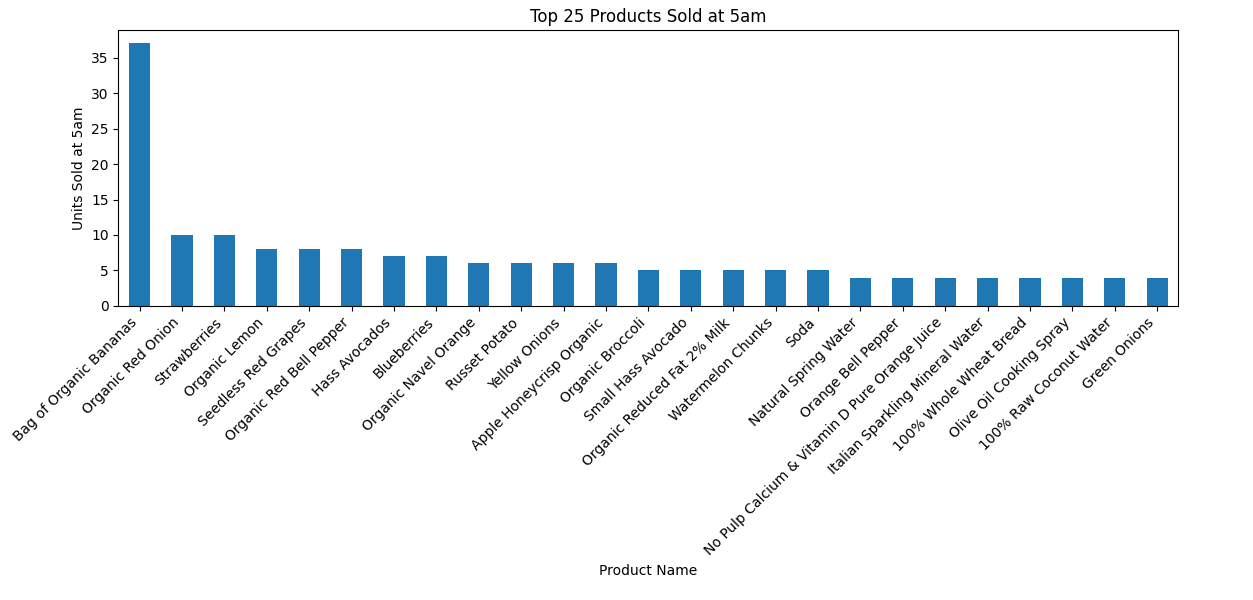 Top 25 Products Sold at 5am
Units Sold at 5am
35
30
25
20
15
10
5
0
Bag of Organic Bananas
Organic Red Onion
Strawberries
Organic Lemon
Seedless Red Grapes
Organic Red Bell Pepper
Hass Avocados
Blueberries
Organic Navel Orange
Russet Potato
Yellow Onions
Apple Honeycrisp Organic
Organic Broccoli
Small Hass Avocado
Organic Reduced Fat 2% Milk
Watermelon Chunks
Soda
Natural Spring Water
Orange Bell Pepper
No Pulp Calcium & Vitamin D Pure Orange Juice
Italian Sparkling Mineral Water
100% Whole Wheat Bread
Olive Oil Cooking Spray
100% Raw Coconut Water
Green Onions
Product Name